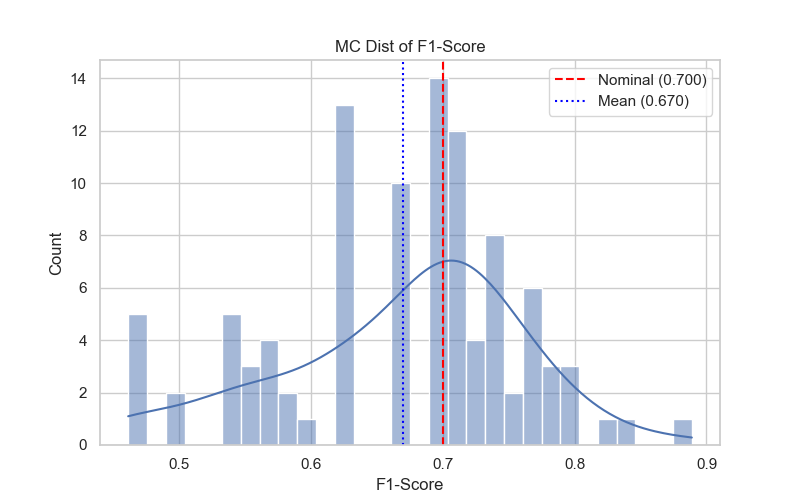 MC Dist of F1-Score
Nominal (0.700)
Mean (0.670)
Count
14
12
10
8
6
4
2
0
0.5 0.6 0.7 0.8 0.9
F1-Score